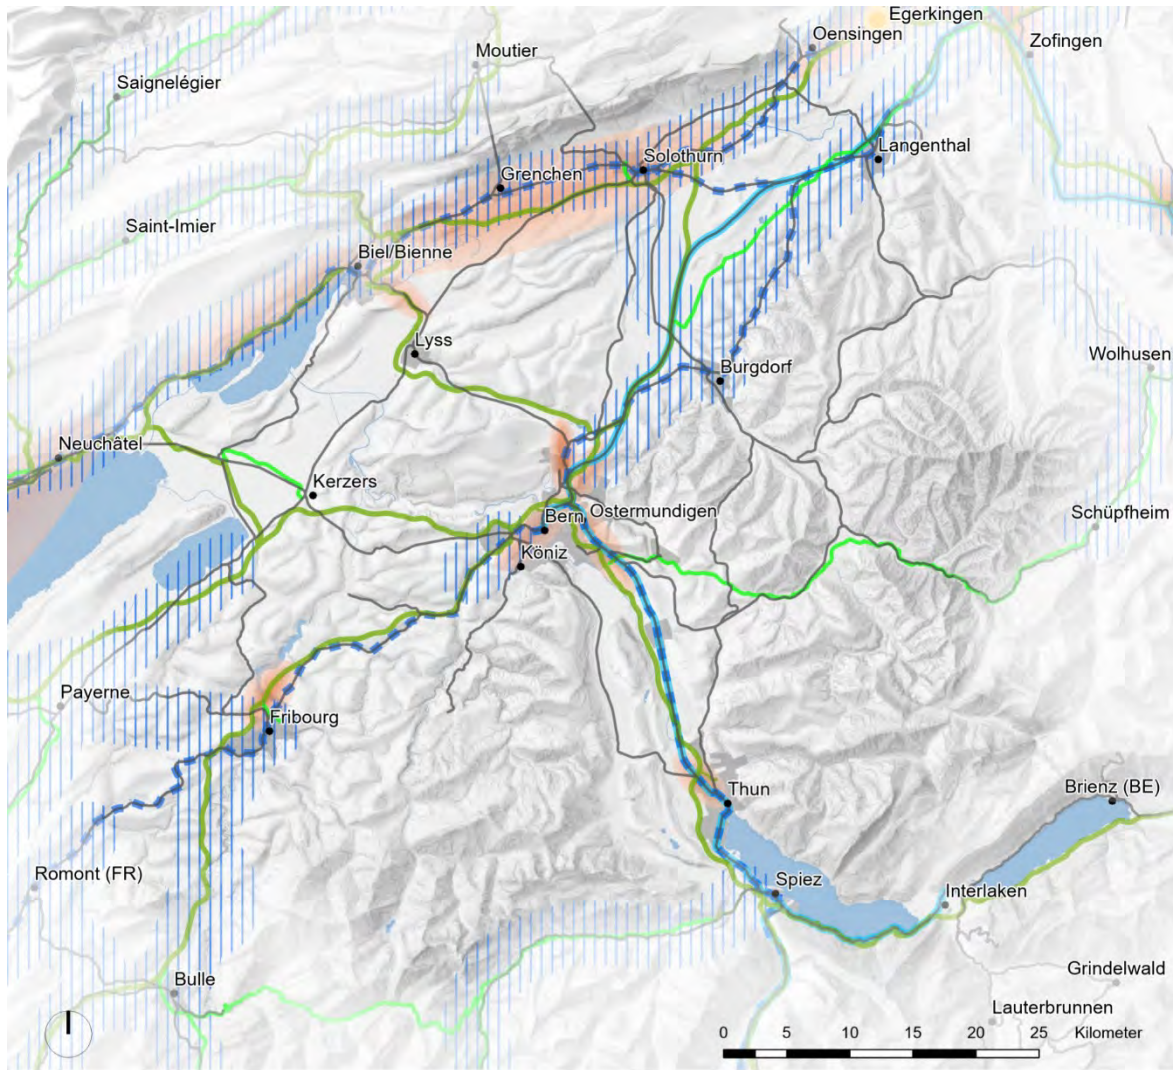 Egerkingen
Oensingen
Zofingen
Moutier
Saignelégier
Solothurn
Langenthal
Grenchen
Saint-Imier
Biel/Bienne
Lyss
Wolhusen
Burgdorf
Neuchâtel
Kerzers
Ostermundigen
Schüpfheim
Bern
Köniz
Payerne
Fribourg
Thun
Brienz (BE)
Romont (FR)
Spiez
Interlaken
Bulle
Grindelwald
Lauterbrunnen
0 5 10 15 20 25 Kilometer